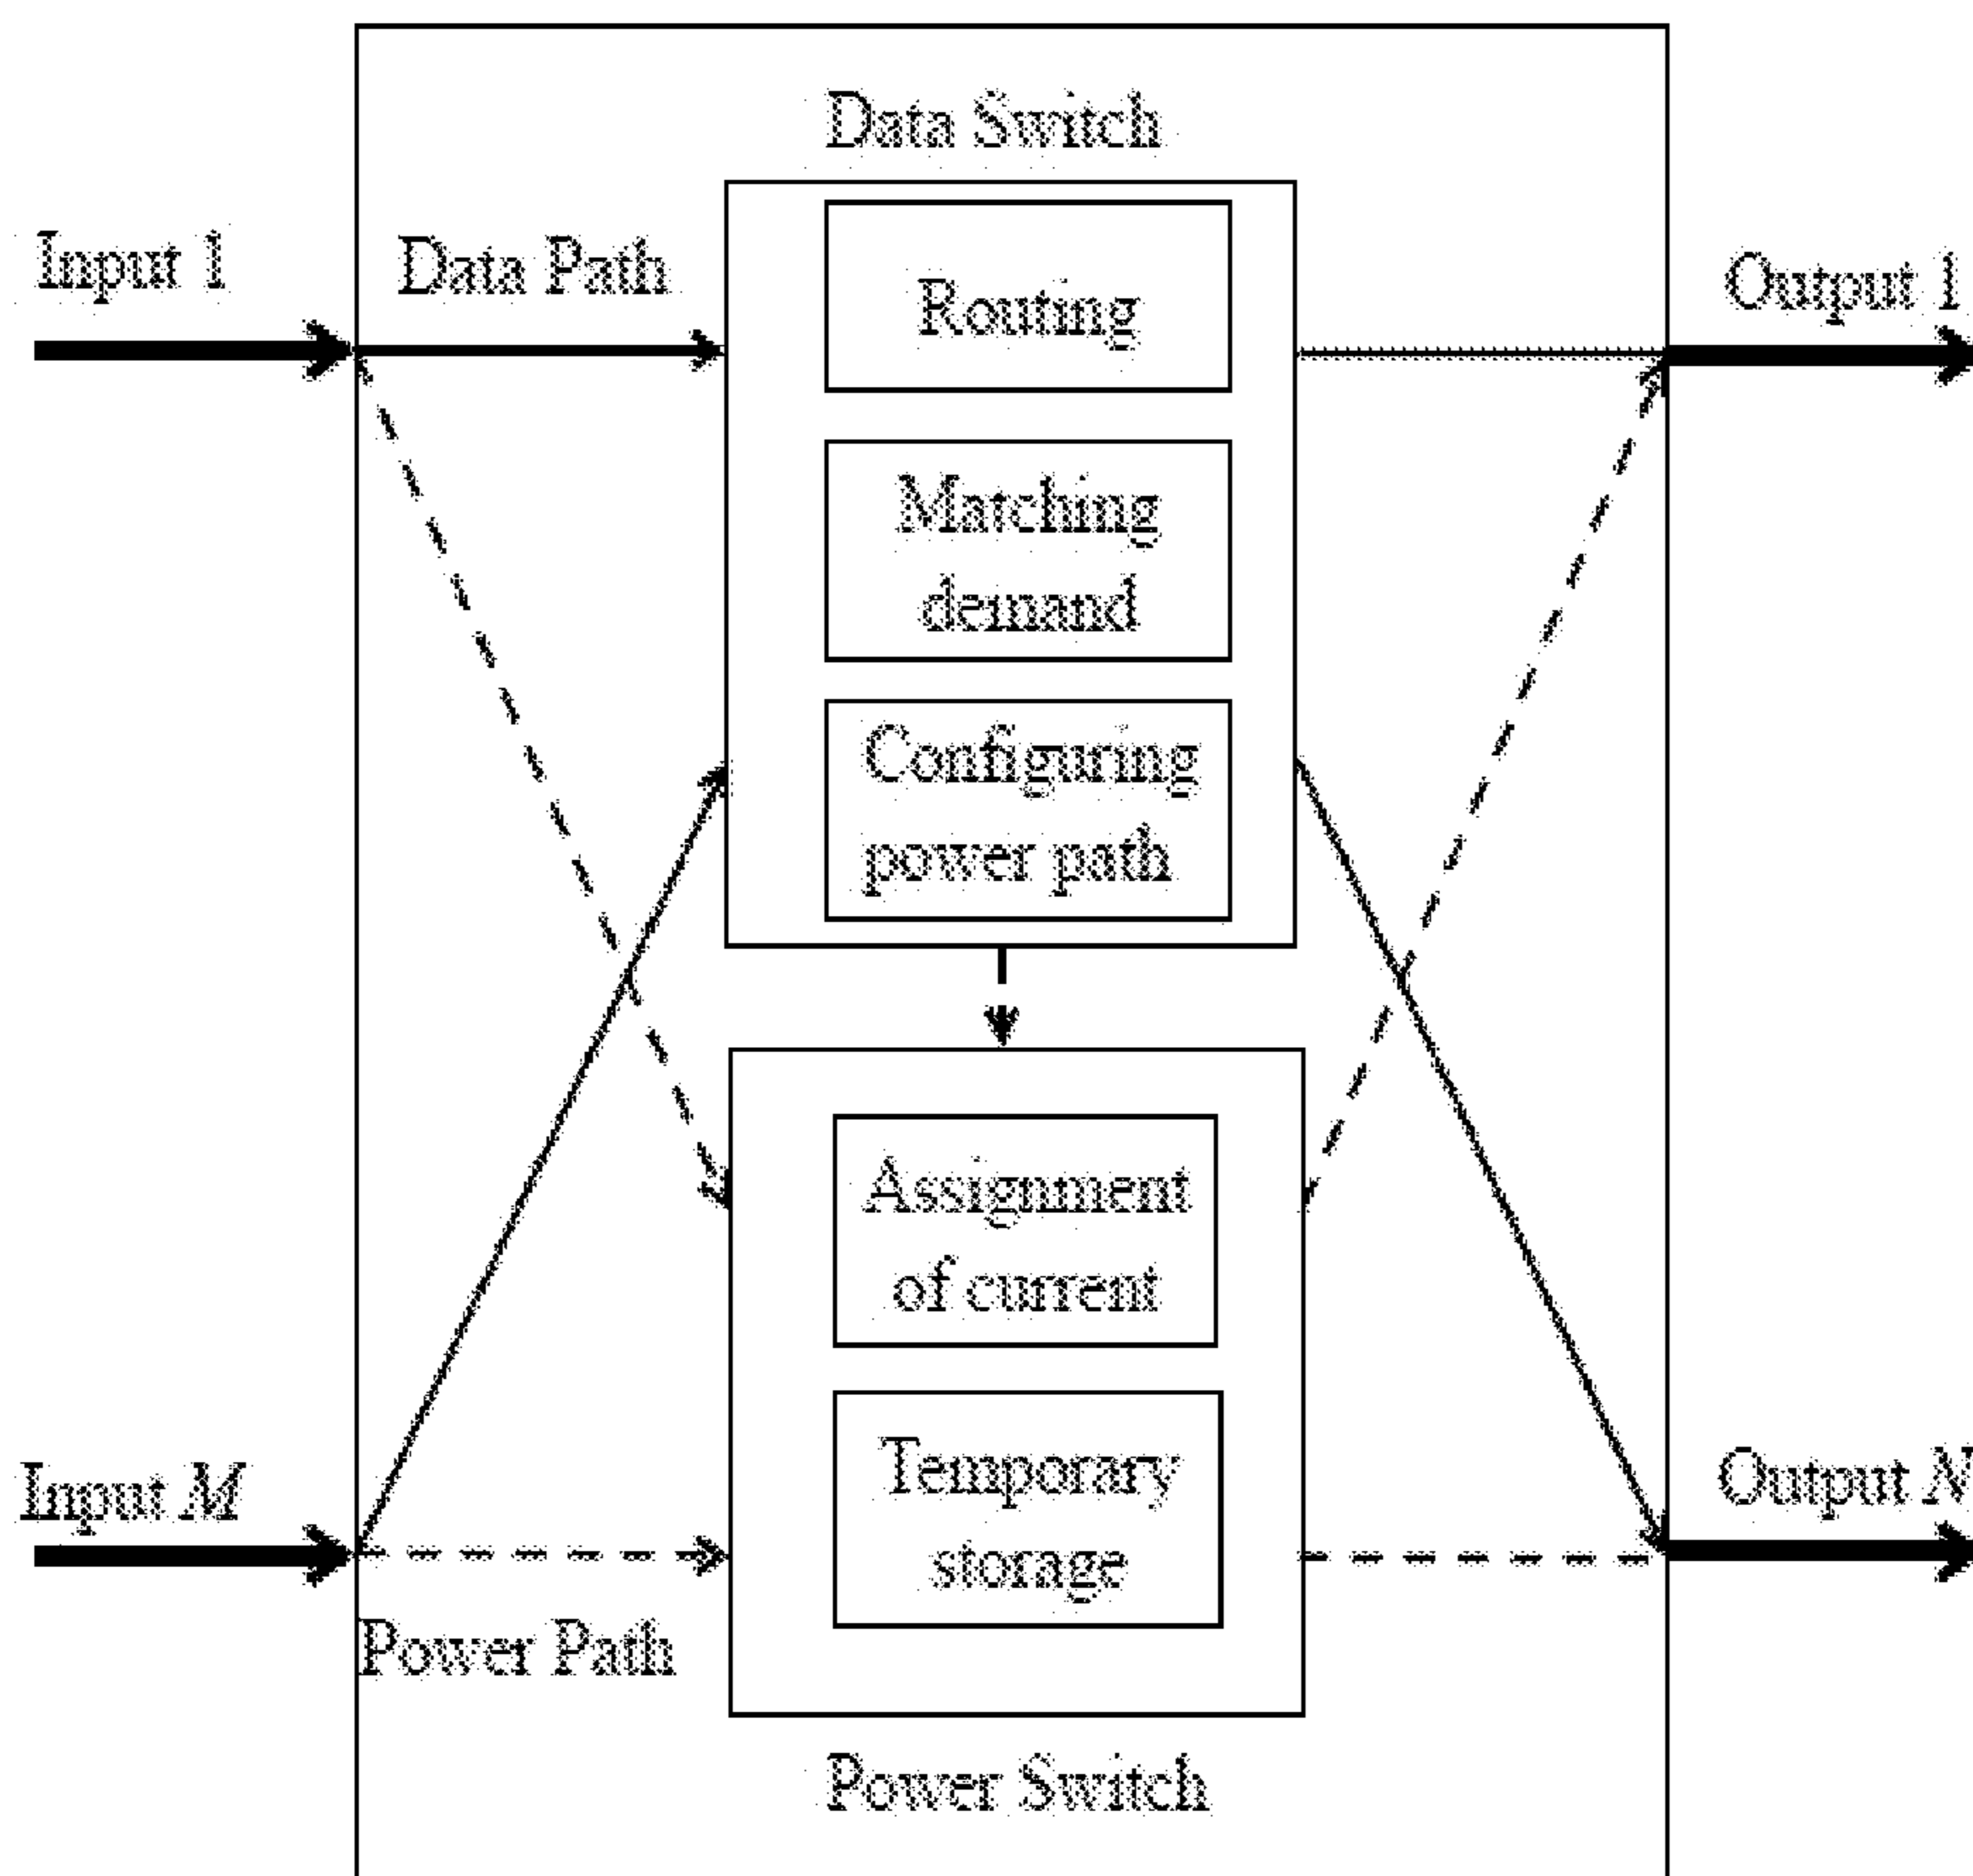 Data Switch
Input 1
Data Path
Routing
Output 1
Matching
demand
Configuring
power path
Assignment
of current
Input M
Temporary
storage
Output N
Power Path
Power Switch